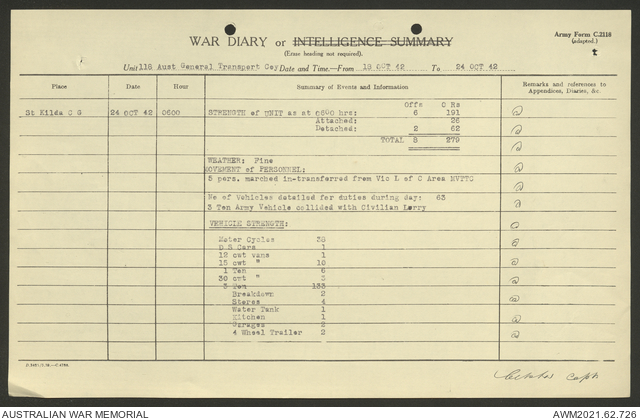 WAR DIARY or INTELLIGENCE SUMMARY
(Erase heading not required).
Army Form C.2118
(adapted.)
Unit 118 Aust General Transport Coy Date and Time.—From 18 OCT 42 To 24 OCT 42
Place Date Hour Summary of Events and Information Remarks and references to Appendices, Diaries, &c.
Offs O Rs
St Kilda C G 24 OCT 42 0600 STRENGTH of UNIT as at 0600 hrs: 6 191
Attached: 26
Detached: 2 62
TOTAL 8 279
WEATHER: Fine
MOVEMENT of PERSONNEL:
5 pers. marched in-transferred from Vic L of C Area MVTTC
No of Vehicles detailed for duties during day: 63
3 Ton Army Vehicle collided with Civilian Lorry
VEHICLE STRENGTH:
Motor Cycles 38
D S Cars 1
12 cwt vans 1
15 cwt " 10
1 Ton 6
30 cwt " 3
3 Ton 133
Breakdown 2
Stores 4
Water Tank 1
Kitchen 1
Garages 2
4 Wheel Trailer 2
Capt
AUSTRALIAN WAR MEMORIAL
AWM2021.62.726